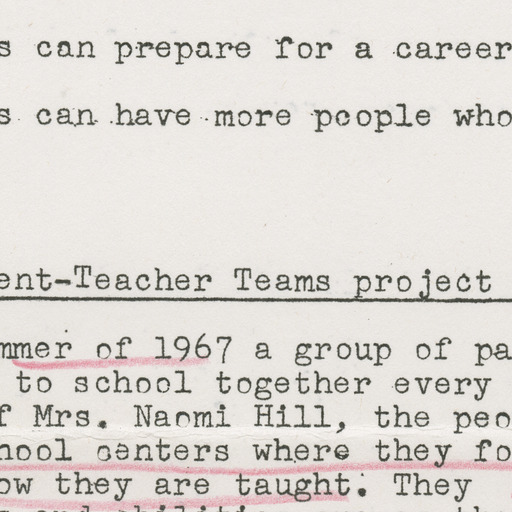 s can prepare for a career
s can have more people who
ent-Teacher Teams project
mmer of 1967 a group of pa
to school together every
f Mrs. Naomi Hill, the peo
hool centers where they fo
ow they are taught. They